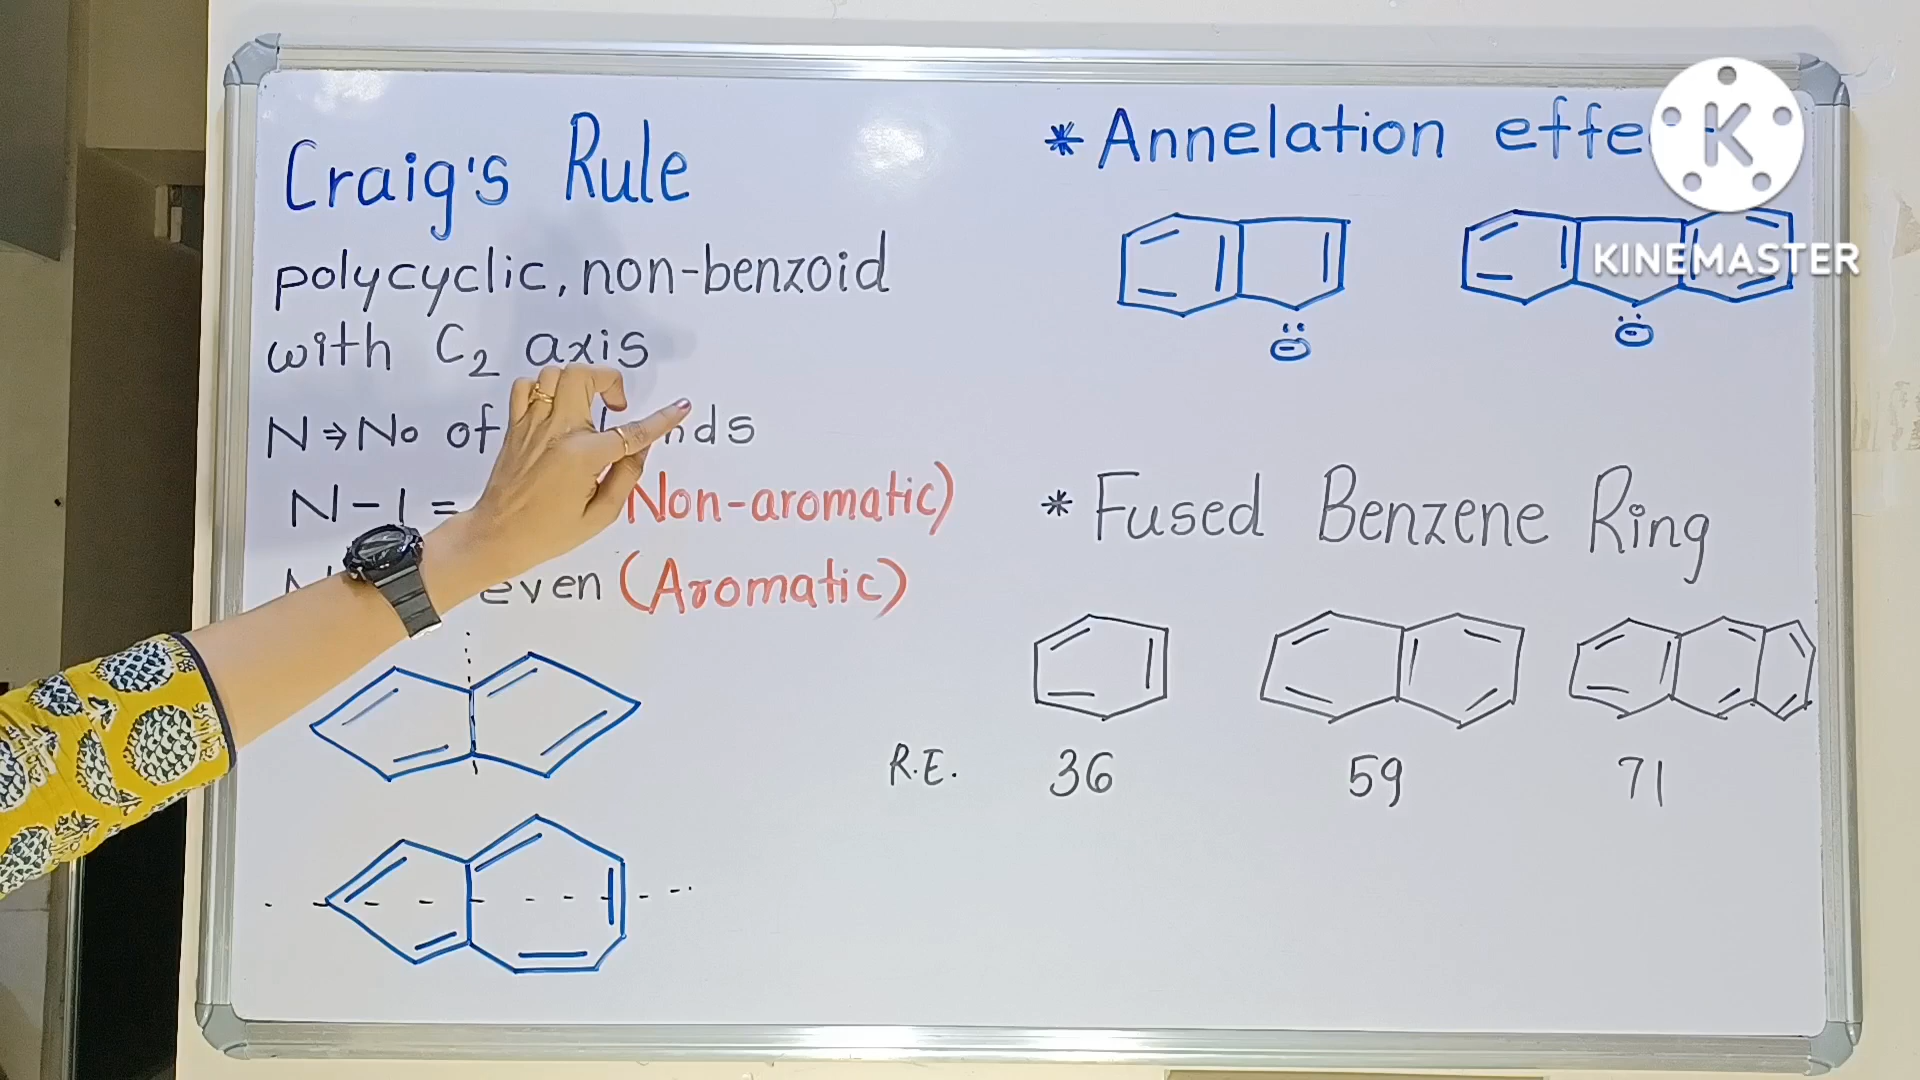 Craig's Rule
polycyclic, non-benzoid
with C2 axis
N ⇒ No of
N - 1 = Non-aromatic)
even (Aromatic)
* Annelation effe
K
KINEMASTER
* Fused Benzene Ring
R.E. 36 59 71